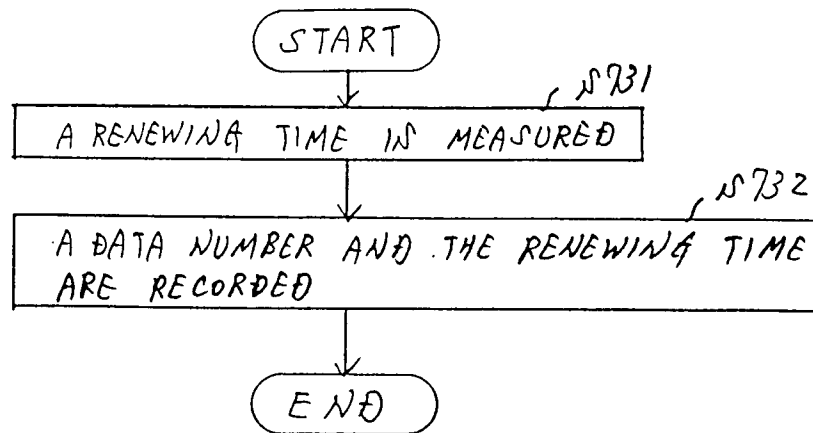 START
S731
A RENEWING TIME IS MEASURED
S732
A DATA NUMBER AND THE RENEWING TIME
ARE RECORDED
END